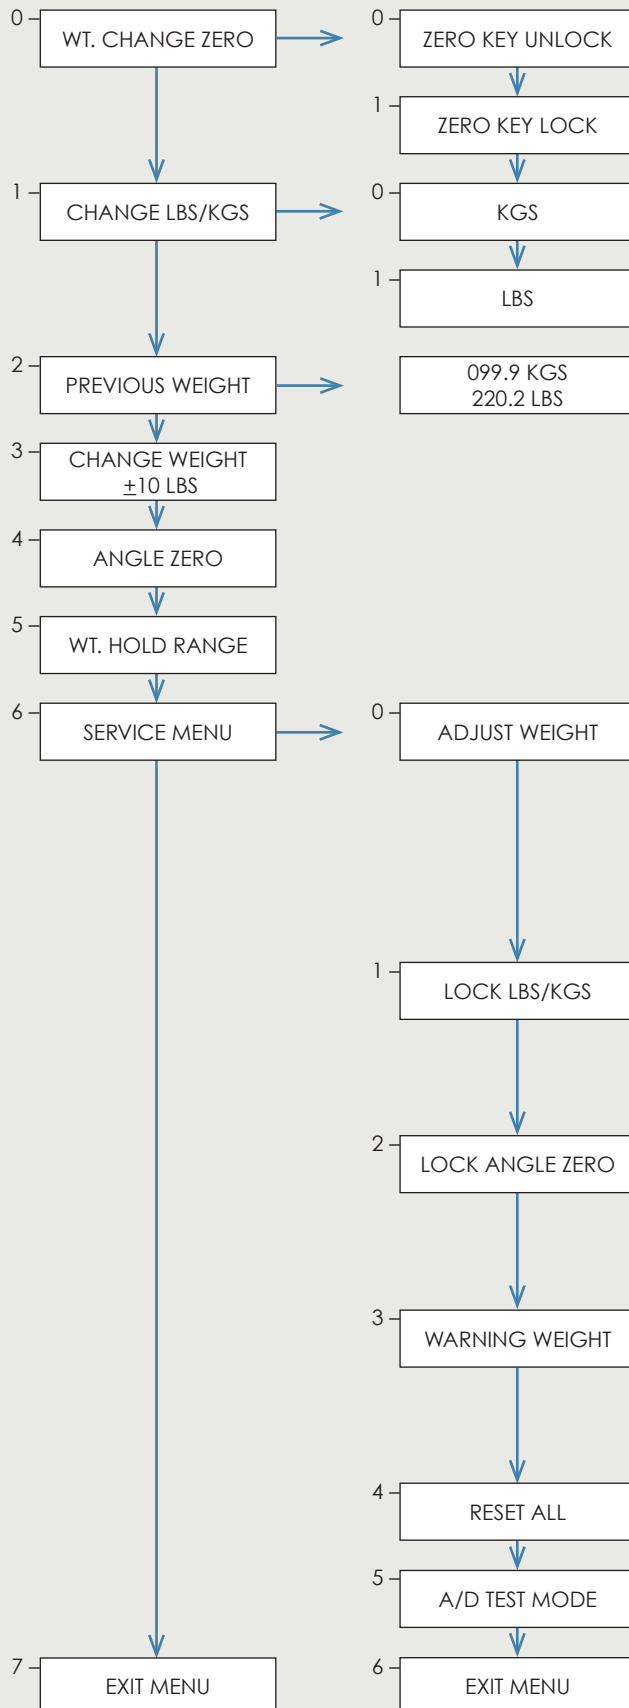 0
WT. CHANGE ZERO
0
ZERO KEY UNLOCK
1
ZERO KEY LOCK
1
CHANGE LBS/KGS
0
KGS
1
LBS
2
PREVIOUS WEIGHT
099.9 KGS
220.2 LBS
3
CHANGE WEIGHT
±10 LBS
4
ANGLE ZERO
5
WT. HOLD RANGE
6
SERVICE MENU
0
ADJUST WEIGHT
1
LOCK LBS/KGS
2
LOCK ANGLE ZERO
3
WARNING WEIGHT
4
RESET ALL
5
A/D TEST MODE
7
EXIT MENU
6
EXIT MENU